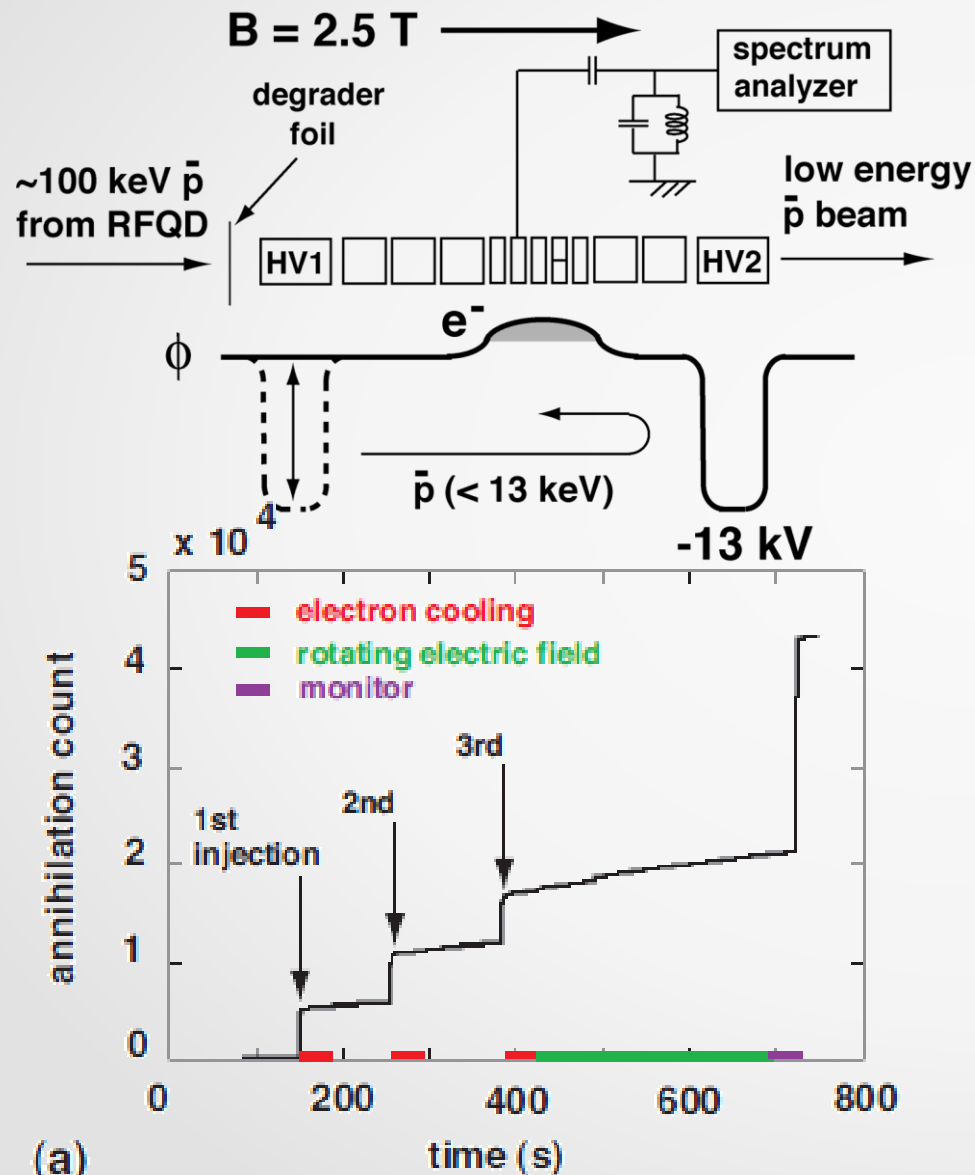 B = 2.5 T
degrader
foil
spectrum
analyzer
~100 keV p̄
from RFQD
low energy
p̄ beam
HV1
HV2
e⁻
ϕ
p̄ (< 13 keV)
-13 kV
x 10⁴
5
4
3
2
1
0
annihilation count
electron cooling
rotating electric field
monitor
1st
injection
2nd
3rd
0 200 400 600 800
time (s)
(a)